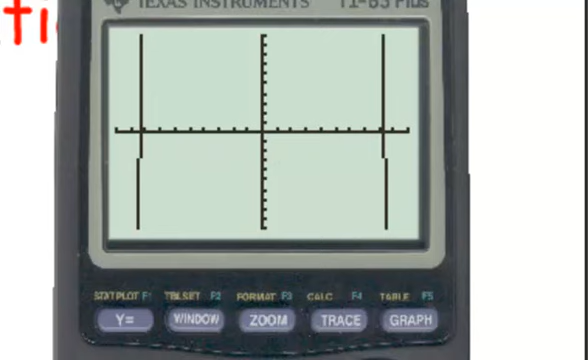 ti
TEXAS INSTRUMENTS TI-83 Plus
STAT PLOT F1 TBLSET F2 FORMAT F3 CALC F4 TABLE F5
Y= WINDOW ZOOM TRACE GRAPH